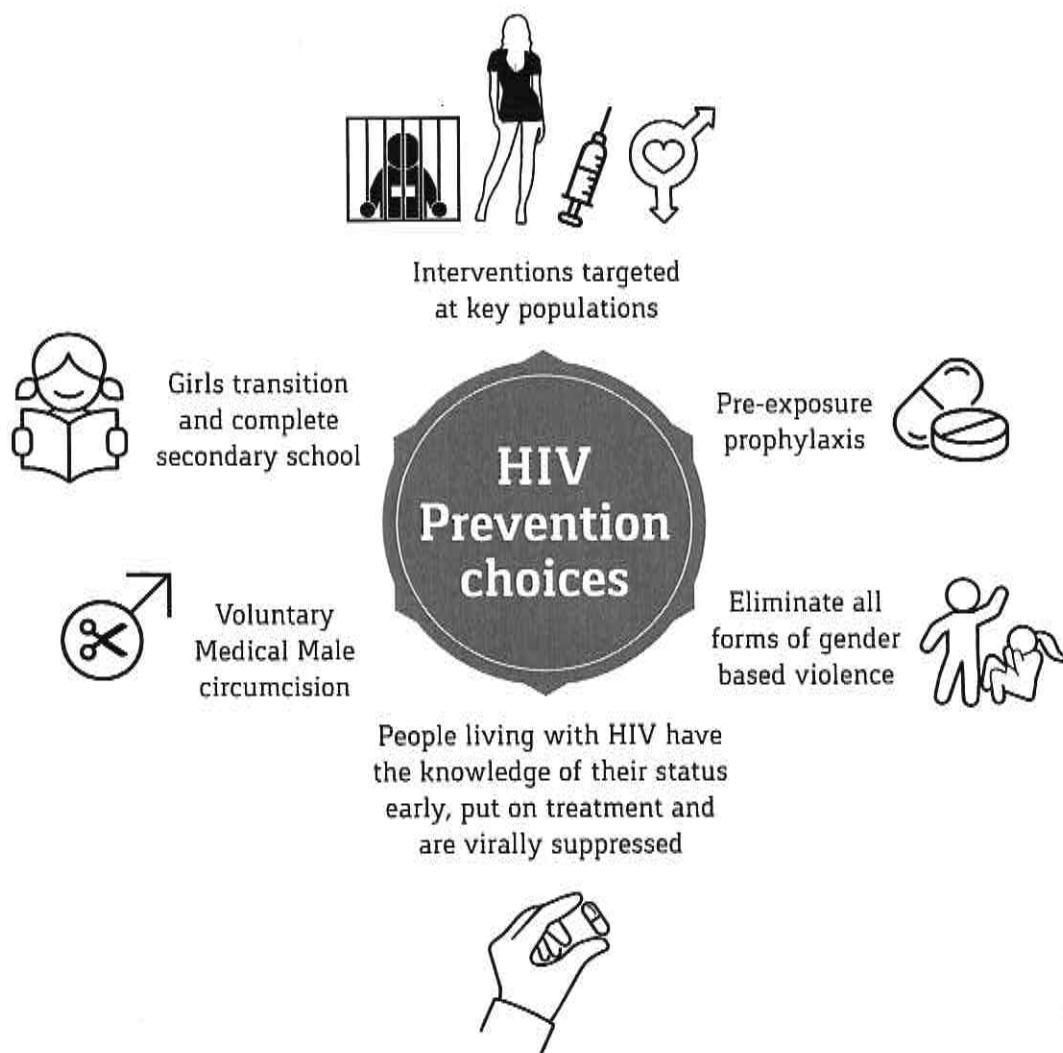 Interventions targeted
at key populations
Girls transition
and complete
secondary school
Pre-exposure
prophylaxis
HIV
Prevention
choices
Voluntary
Medical Male
circumcision
Eliminate all
forms of gender
based violence
People living with HIV have
the knowledge of their status
early, put on treatment and
are virally suppressed